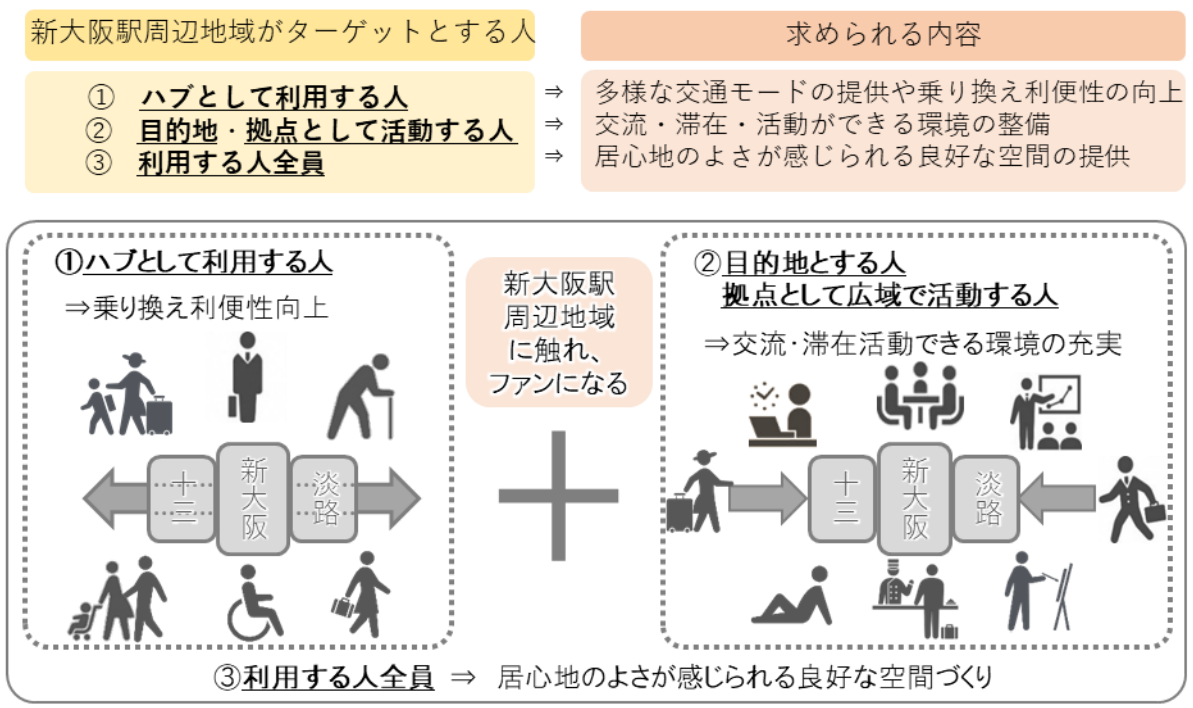 新大阪駅周辺地域がターゲットとする人
求められる内容
① ハブとして利用する人 ⇒ 多様な交通モードの提供や乗り換え利便性の向上
② 目的地・拠点として活動する人 ⇒ 交流・滞在・活動ができる環境の整備
③ 利用する人全員 ⇒ 居心地のよさが感じられる良好な空間の提供
①ハブとして利用する人
⇒乗り換え利便性向上
十三
新大阪
淡路
新大阪駅
周辺地域
に触れ、
ファンになる
②目的地とする人
拠点として広域で活動する人
⇒交流・滞在活動できる環境の充実
十三
新大阪
淡路
③利用する人全員 ⇒ 居心地のよさが感じられる良好な空間づくり